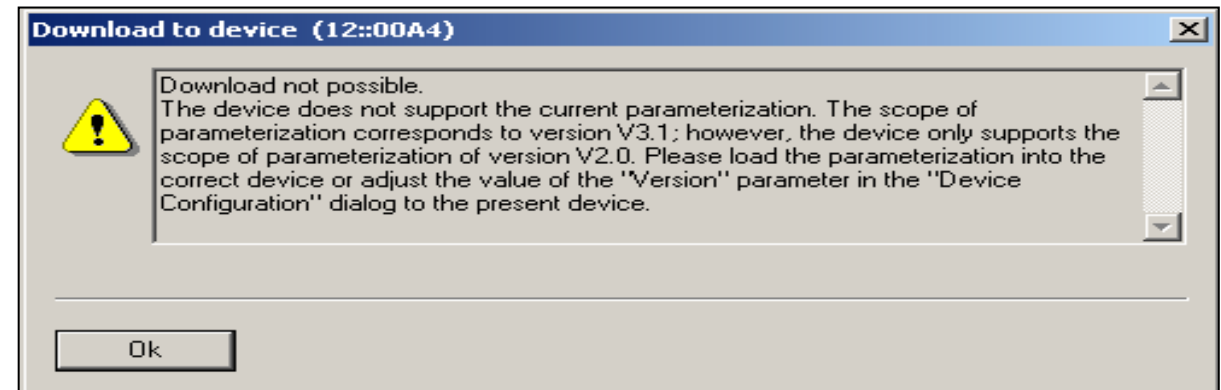 Download to device (12::00A4)
Download not possible.
The device does not support the current parameterization. The scope of
parameterization corresponds to version V3.1; however, the device only supports the
scope of parameterization of version V2.0. Please load the parameterization into the
correct device or adjust the value of the "Version" parameter in the "Device
Configuration" dialog to the present device.
Ok